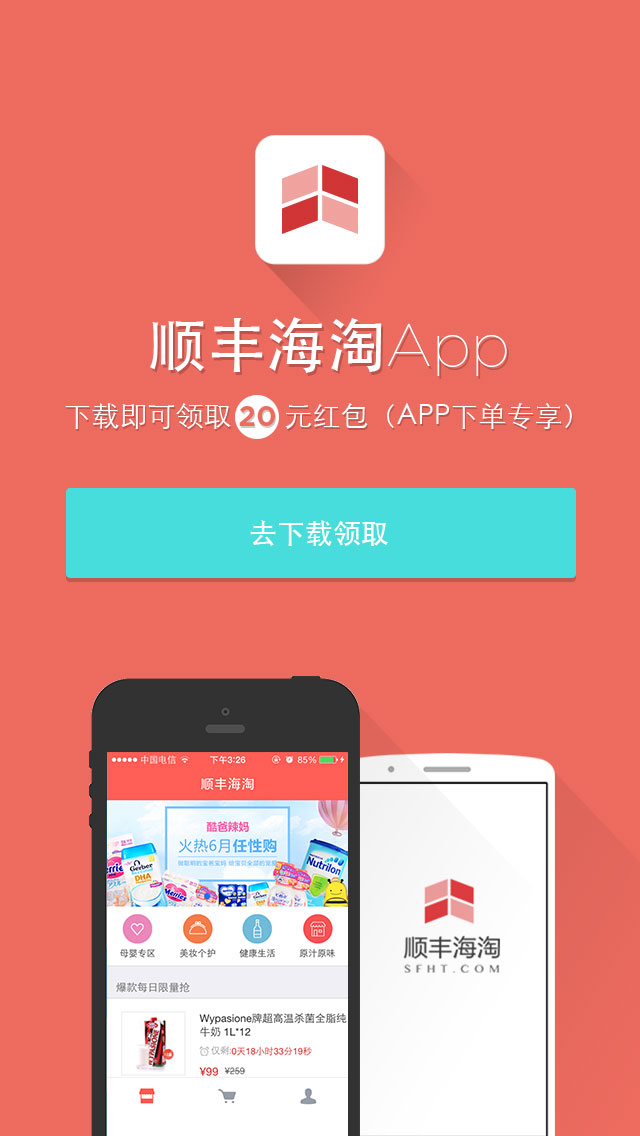 顺丰海淘App
下载即可领取20元红包（APP下单专享）
去下载领取
中国电信 下午3:26 85%
顺丰海淘
酷爸辣妈
火热6月任性购
Merries
Gerber
DHA
Nutrilon
母婴专区 美妆个护 健康生活 原汁原味
爆款每日限量抢
Wypasione牌超高温杀菌全脂纯
牛奶 1L*12
仅剩:0天18小时33分19秒
¥99 ¥259
顺丰海淘
SFHT.COM